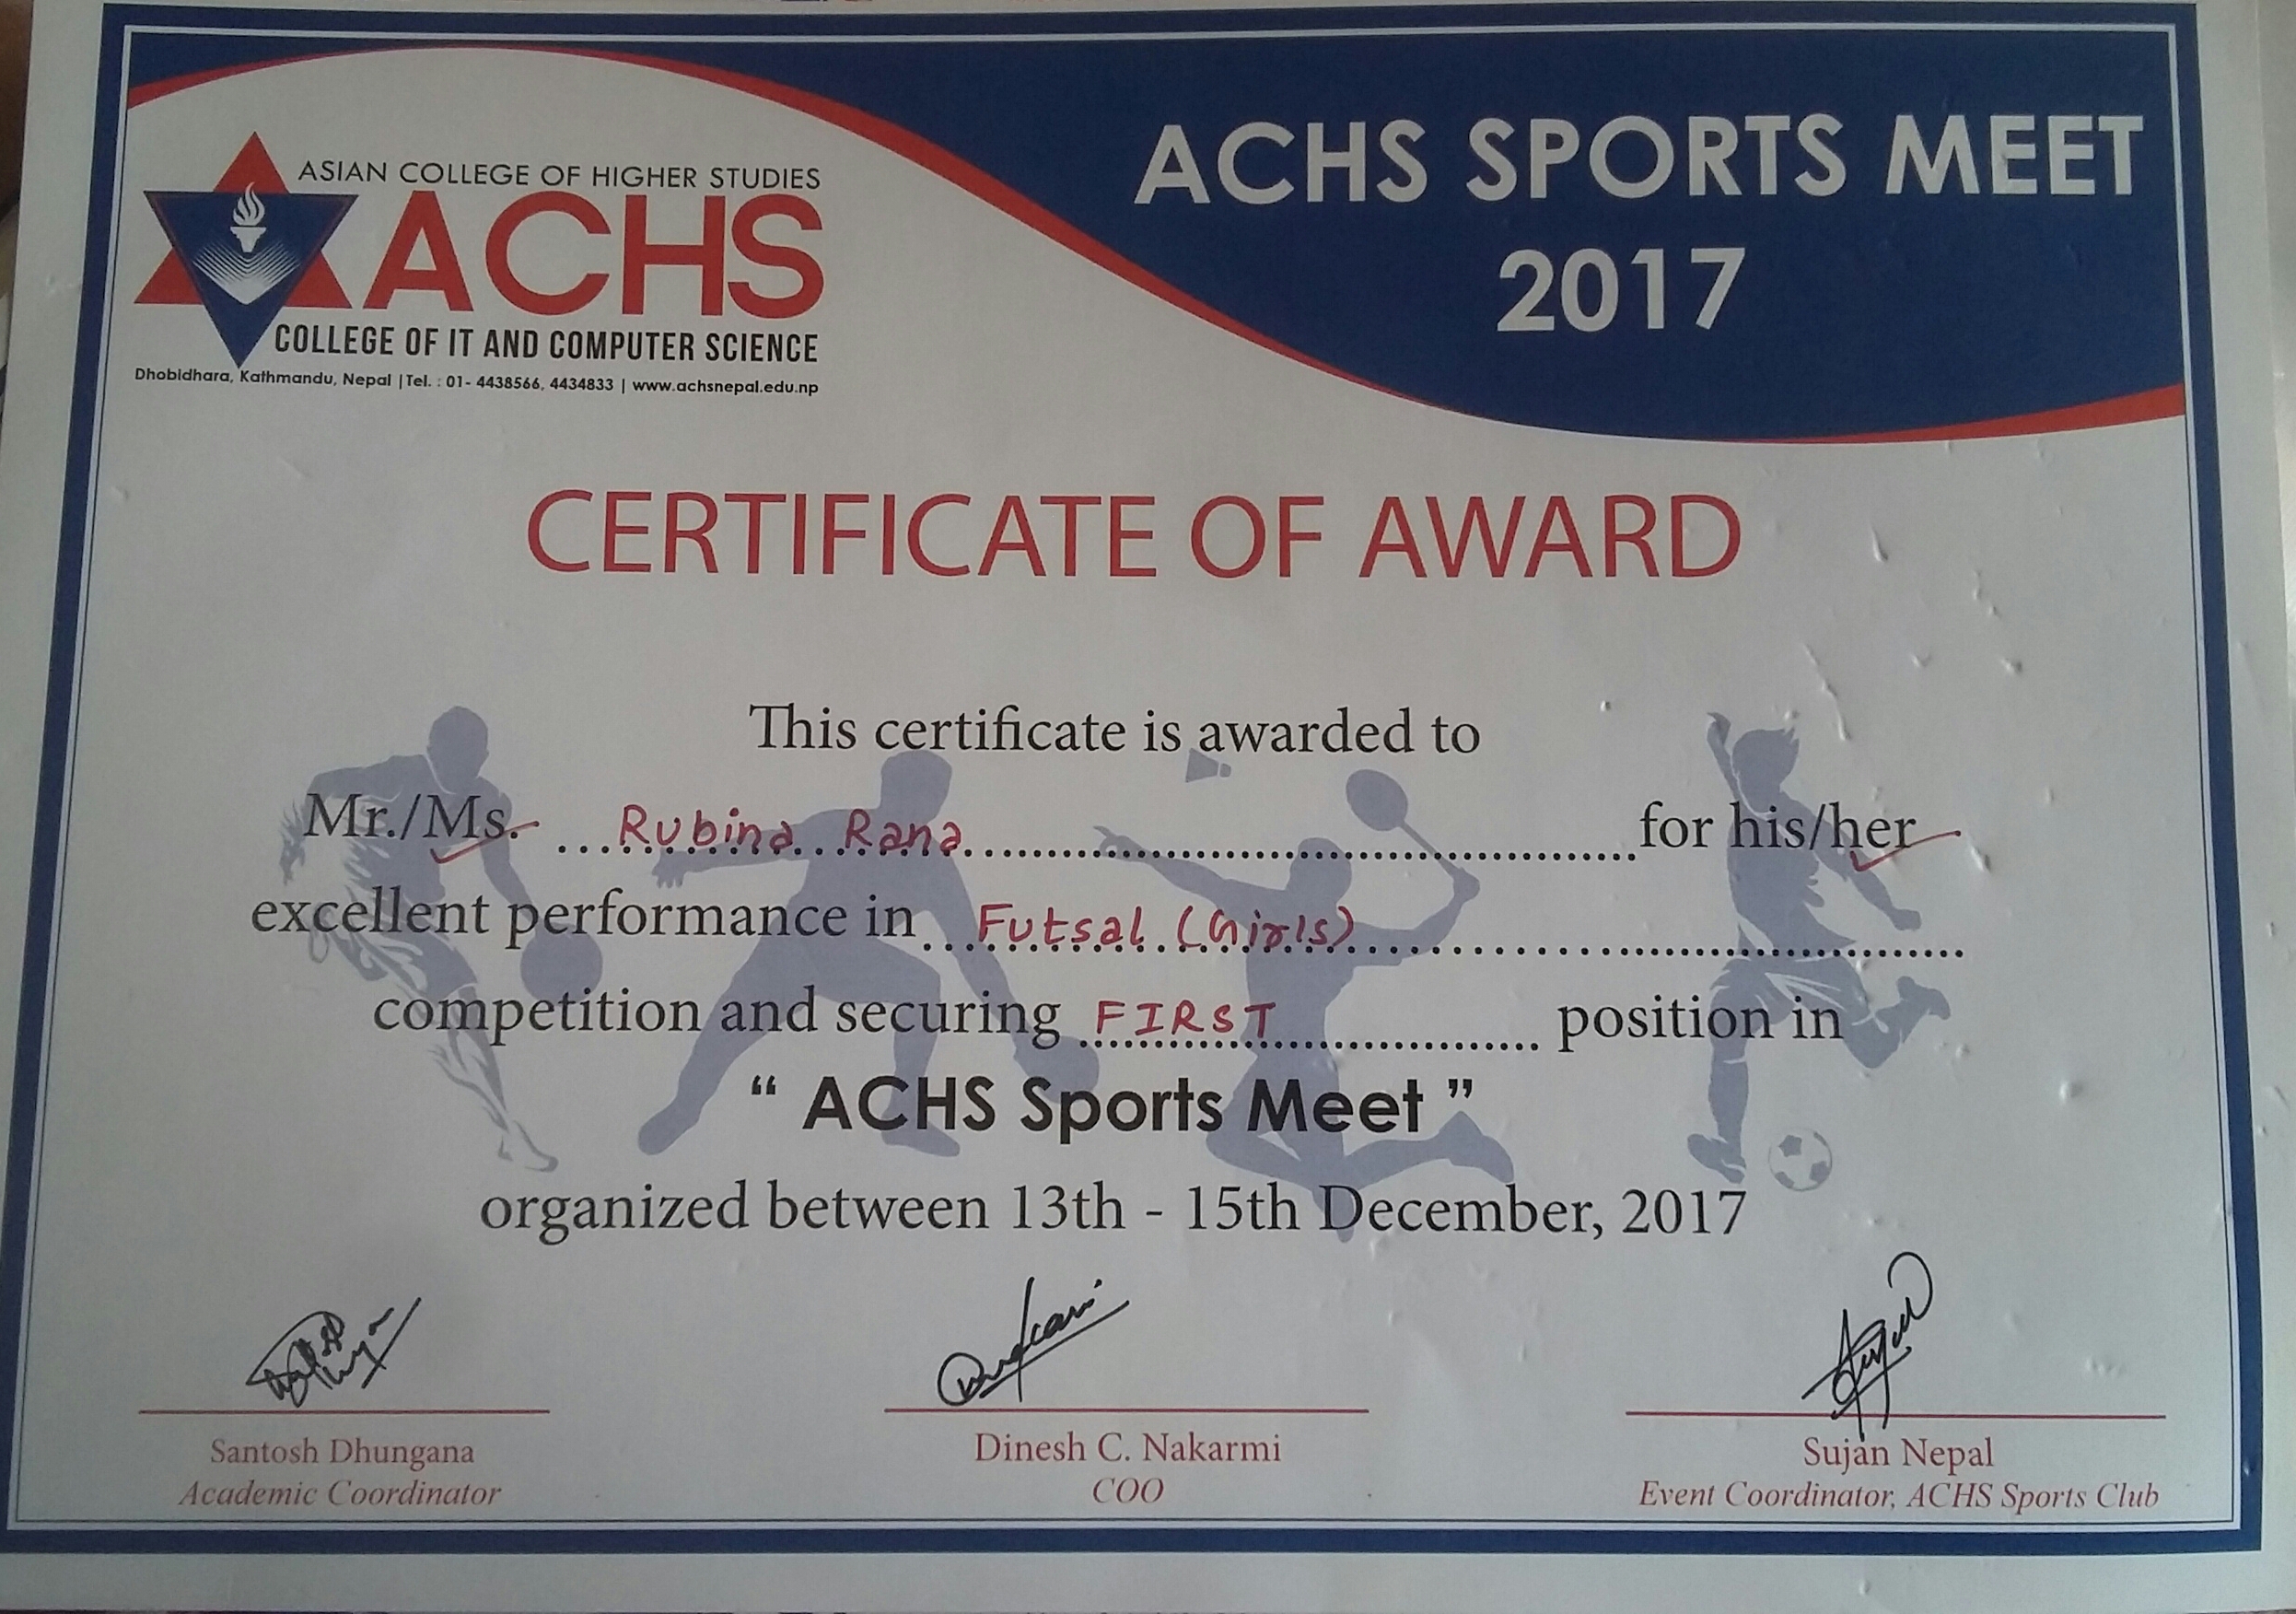 ASIAN COLLEGE OF HIGHER STUDIES
ACHS
COLLEGE OF IT AND COMPUTER SCIENCE
Dhobidhara, Kathmandu, Nepal | Tel. : 01- 4438566, 4434833 | www.achsnepal.edu.np
ACHS SPORTS MEET
2017
CERTIFICATE OF AWARD
This certificate is awarded to
Mr./Ms. ...Rubina Rana...for his/her
excellent performance in...Futsal (Girls)...
competition and securing FIRST... position in
“ ACHS Sports Meet ”
organized between 13th - 15th December, 2017
Santosh Dhungana
Academic Coordinator
Dinesh C. Nakarmi
COO
Sujan Nepal
Event Coordinator, ACHS Sports Club